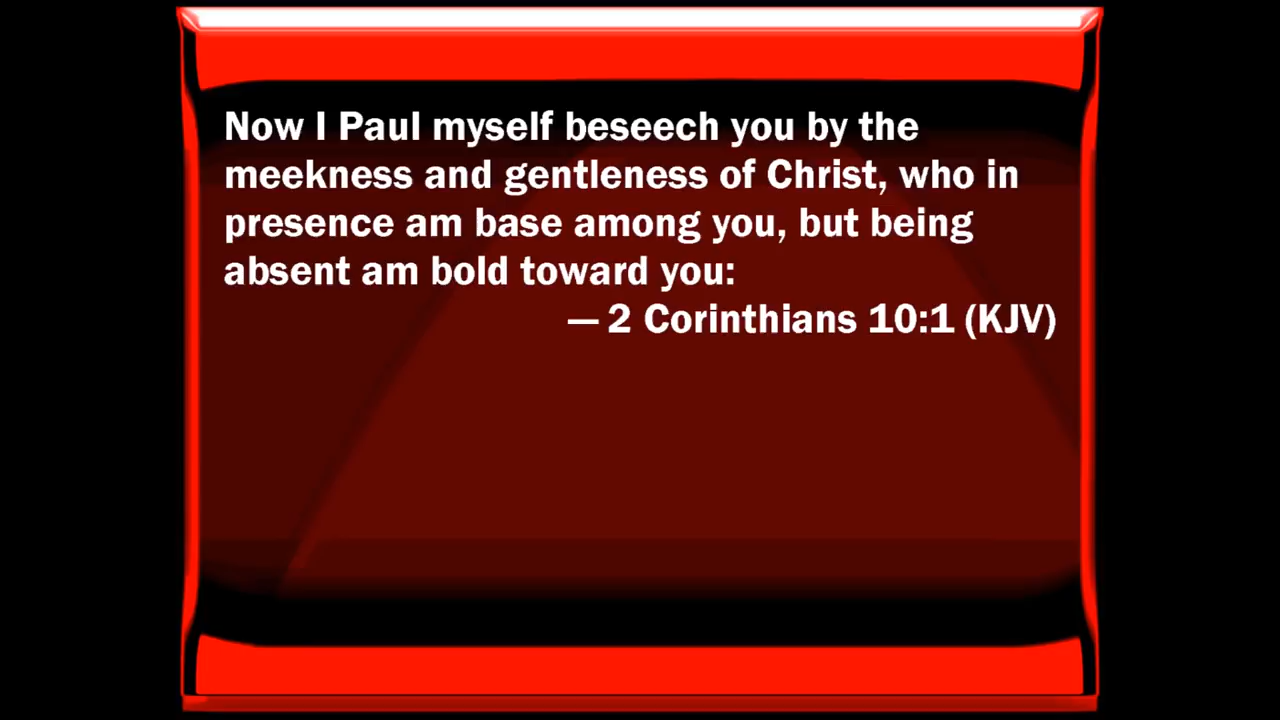 Now I Paul myself beseech you by the
meekness and gentleness of Christ, who in
presence am base among you, but being
absent am bold toward you:
— 2 Corinthians 10:1 (KJV)